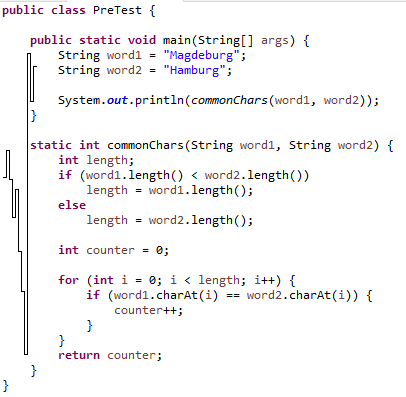 public class PreTest {
public static void main(String[] args) {
String word1 = "Magdeburg";
String word2 = "Hamburg";
System.out.println(commonChars(word1, word2));
}
static int commonChars(String word1, String word2) {
int length;
if (word1.length() < word2.length())
length = word1.length();
else
length = word2.length();
int counter = 0;
for (int i = 0; i < length; i++) {
if (word1.charAt(i) == word2.charAt(i)) {
counter++;
}
}
return counter;
}
}